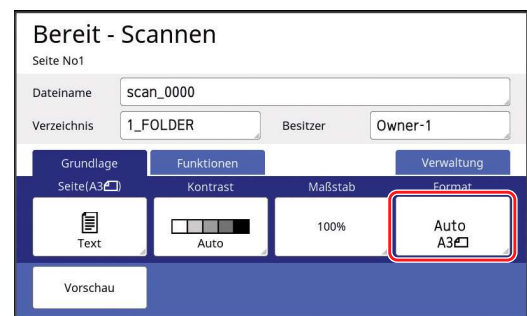 Bereit - Scannen
Seite No1
Dateiname scan_0000
Verzeichnis 1_FOLDER Besitzer Owner-1
Grundlage Funktionen Verwaltung
Seite(A3) Kontrast Maßstab Format
Text Auto 100% Auto
A3
Vorschau